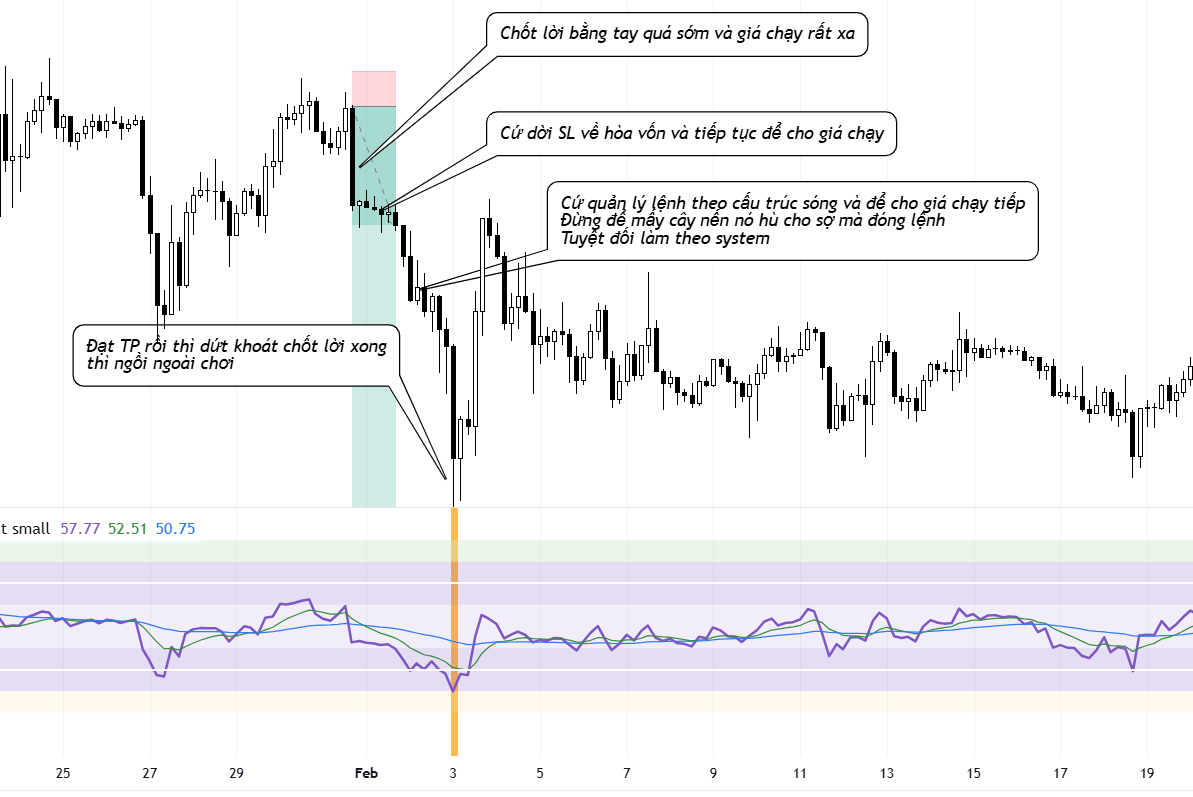 Chốt lời bằng tay quá sớm và giá chạy rất xa
Cứ dời SL về hòa vốn và tiếp tục để cho giá chạy
Cứ quản lý lệnh theo cấu trúc sóng và để cho giá chạy tiếp
Đừng để mấy cây nến nó hù cho sợ mà đóng lệnh
Tuyệt đối làm theo system
Đạt TP rồi thì dứt khoát chốt lời xong
thì ngồi ngoài chơi
t small 57.77 52.51 50.75
25 27 29 Feb 3 5 7 9 11 13 15 17 19